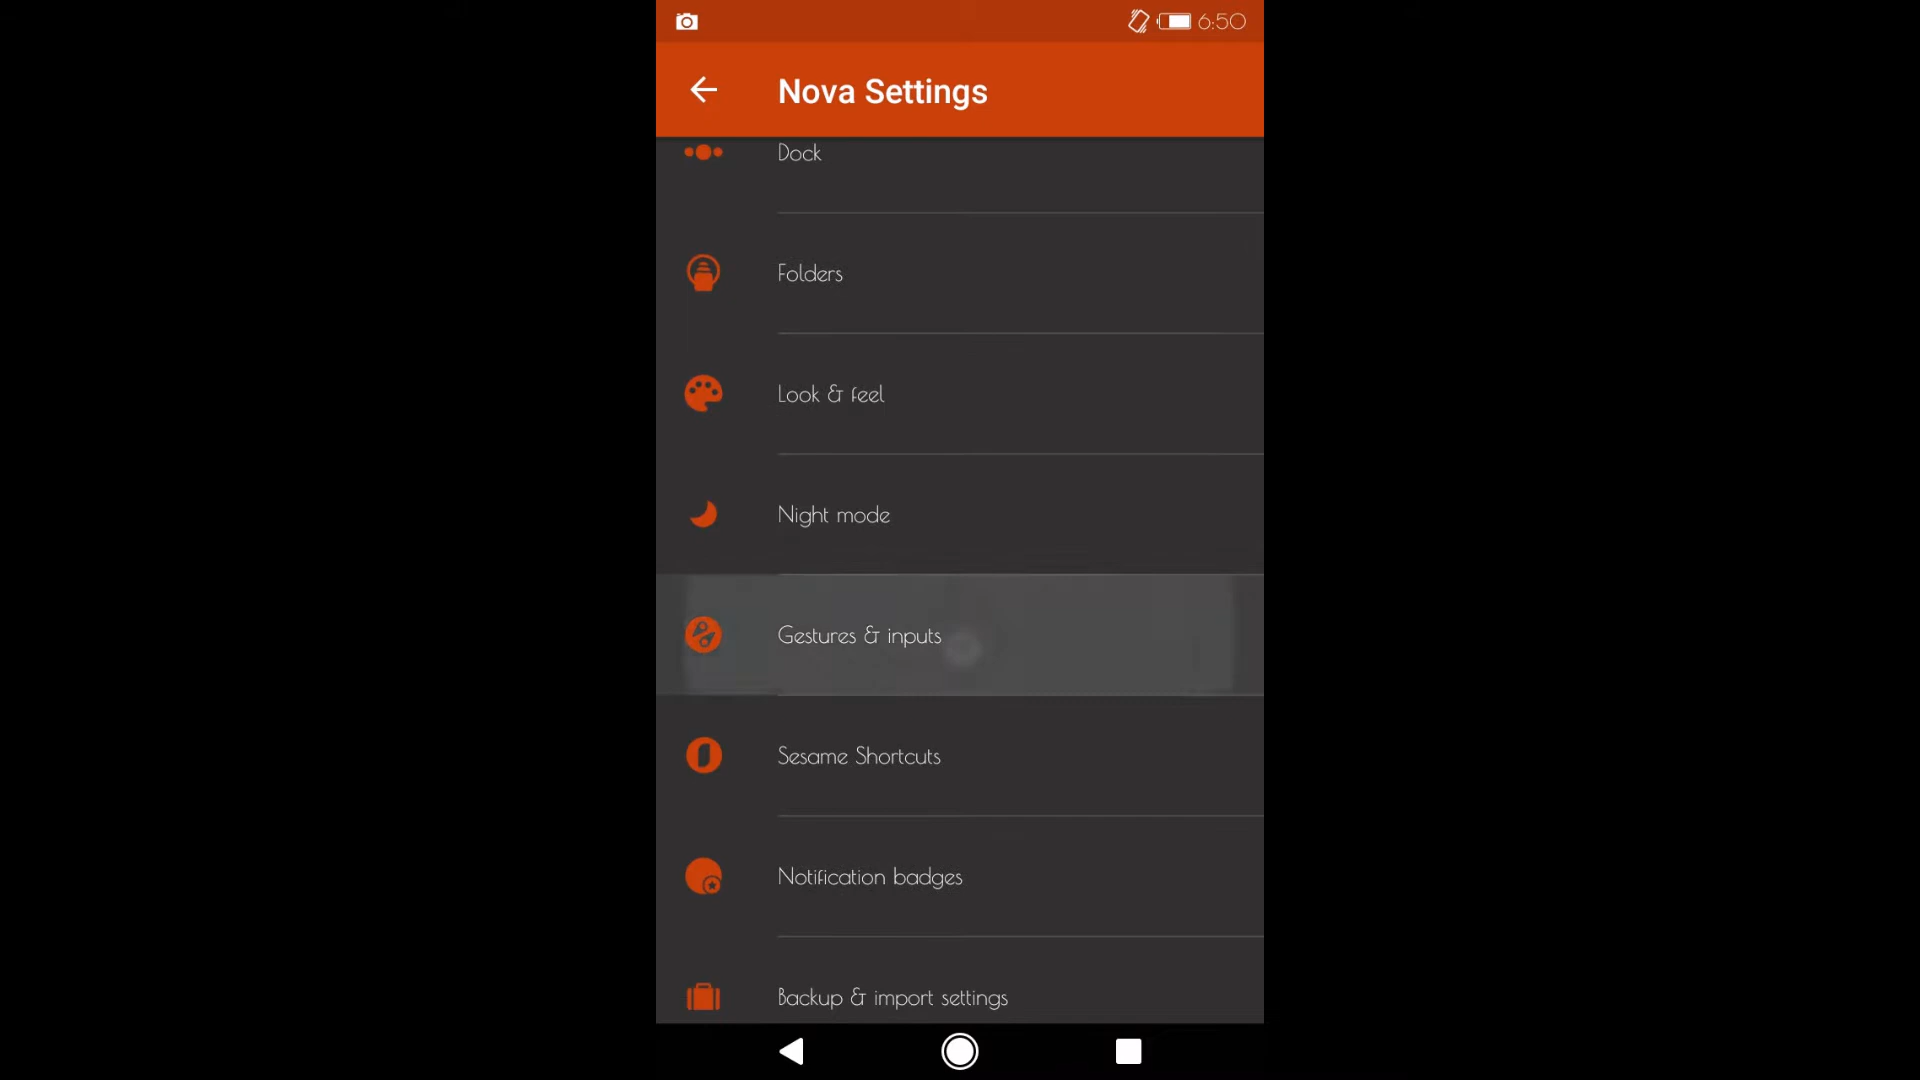 6:50
Nova Settings
Dock
Folders
Look & feel
Night mode
Gestures & inputs
Sesame Shortcuts
Notification badges
Backup & import settings